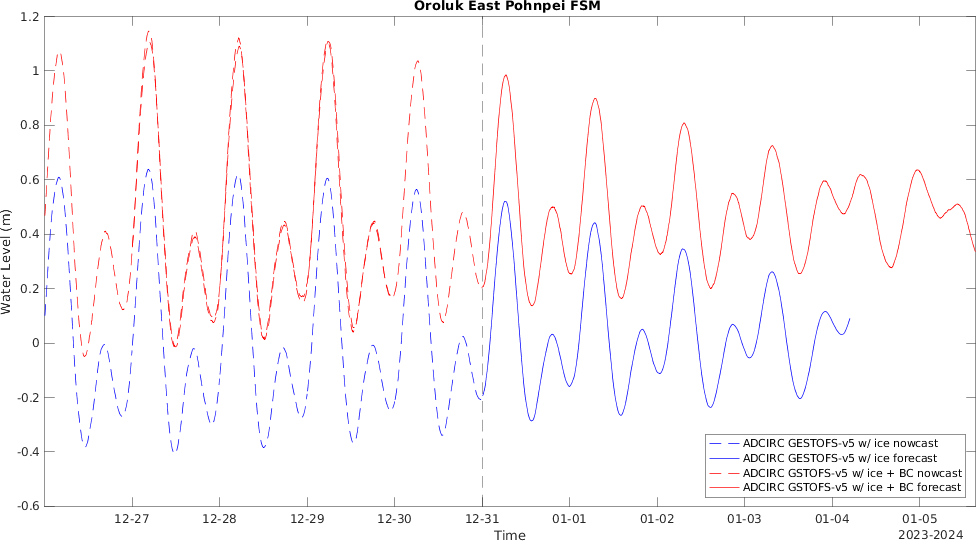 Oroluk East Pohnpei FSM
1.2
1
0.8
0.6
0.4
0.2
0
-0.2
-0.4
-0.6
Water Level (m)
12-27 12-28 12-29 12-30 12-31 01-01 01-02 01-03 01-04 01-05
Time
2023-2024
ADCIRC GESTOFS-v5 w/ ice nowcast
ADCIRC GESTOFS-v5 w/ ice forecast
ADCIRC GSTOFS-v5 w/ ice + BC nowcast
ADCIRC GSTOFS-v5 w/ ice + BC forecast